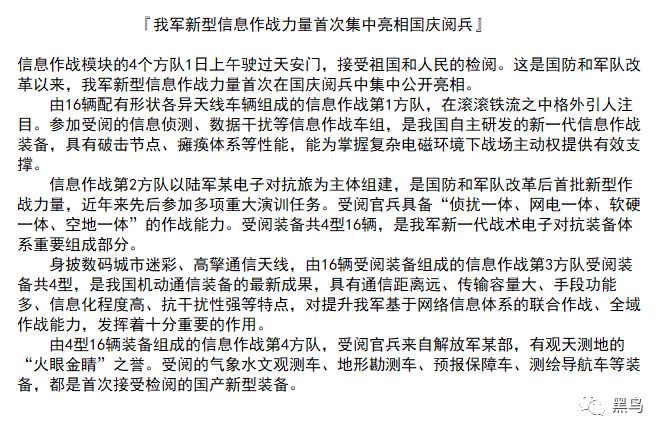 『我军新型信息作战力量首次集中亮相国庆阅兵』
信息作战模块的4个方队1日上午驶过天安门，接受祖国和人民的检阅。这是国防和军队改
革以来，我军新型信息作战力量首次在国庆阅兵中集中公开亮相。
由16辆配有形状各异天线车辆组成的信息作战第1方队，在滚滚铁流之中格外引人注
目。参加受阅的信息侦测、数据干扰等信息作战车组，是我国自主研发的新一代信息作战
装备，具有破击节点、瘫痪体系等性能，能为掌握复杂电磁环境下战场主动权提供有效支
撑。
信息作战第2方队以陆军某电子对抗旅为主体组建，是国防和军队改革后首批新型作
战力量，近年来先后参加多项重大演训任务。受阅官兵具备“侦扰一体、网电一体、软硬
一体、空地一体”的作战能力。受阅装备共4型16辆，是我军新一代战术电子对抗装备体
系重要组成部分。
身披数码城市迷彩、高擎通信天线，由16辆受阅装备组成的信息作战第3方队受阅装
备共4型，是我国机动通信装备的最新成果，具有通信距离远、传输容量大、手段功能
多、信息化程度高、抗干扰性强等特点，对提升我军基于网络信息体系的联合作战、全域
作战能力，发挥着十分重要的作用。
由4型16辆装备组成的信息作战第4方队，受阅官兵来自解放军某部，有观天测地的
“火眼金睛”之誉。受阅的气象水文观测车、地形勘测车、预报保障车、测绘导航车等装
备，都是首次接受检阅的国产新型装备。
黑鸟